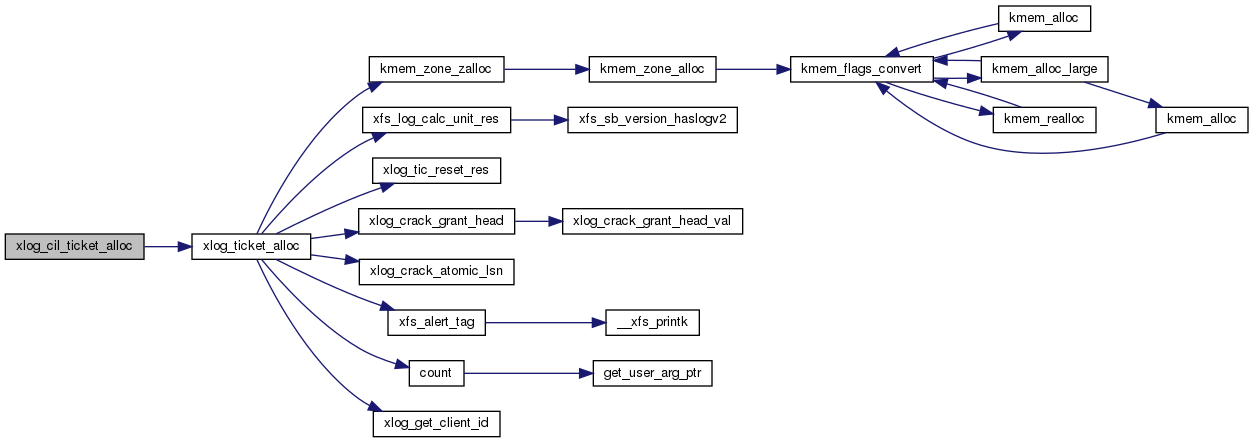 kmem_alloc
kmem_zone_zalloc
kmem_zone_alloc
kmem_flags_convert
kmem_alloc_large
xfs_log_calc_unit_res
xfs_sb_version_haslogv2
kmem_realloc
kmem_alloc
xlog_tic_reset_res
xlog_crack_grant_head
xlog_crack_grant_head_val
xlog_cil_ticket_alloc
xlog_ticket_alloc
xlog_crack_atomic_lsn
xfs_alert_tag
__xfs_printk
count
get_user_arg_ptr
xlog_get_client_id